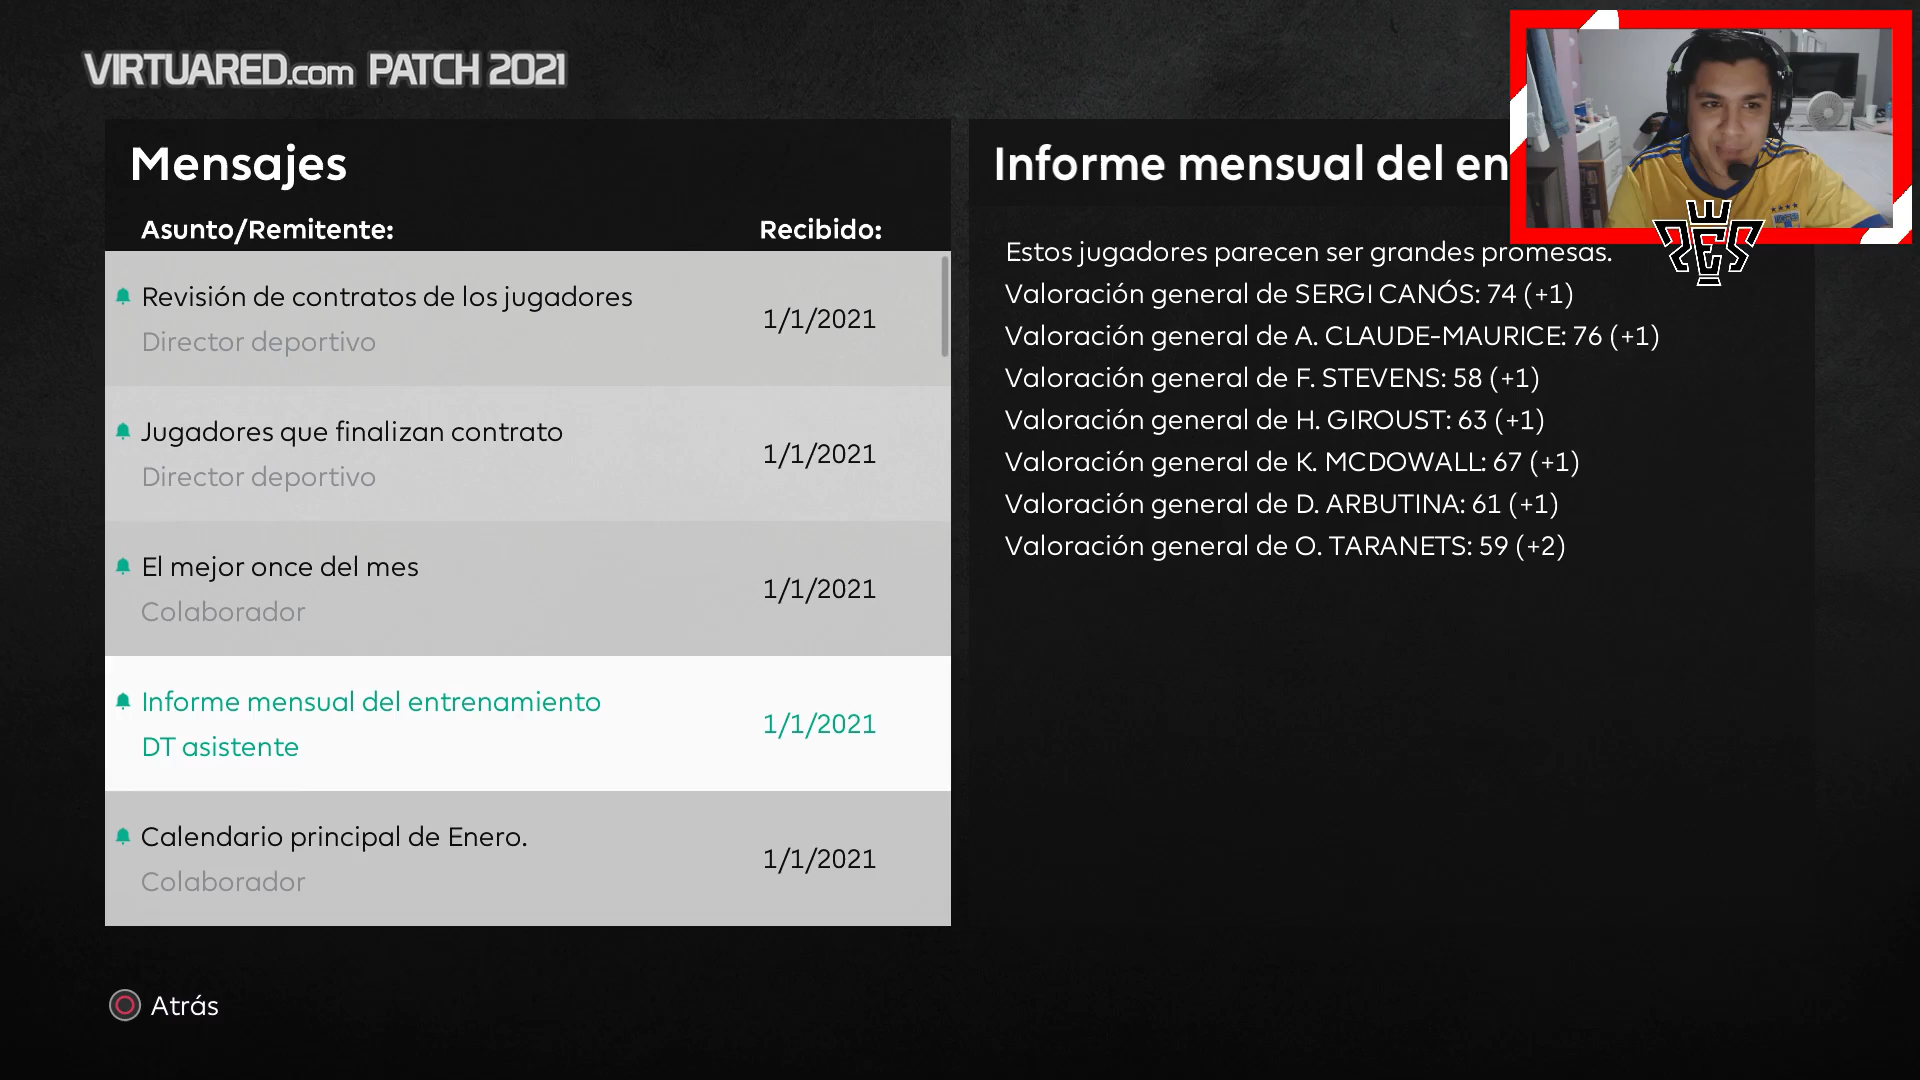 VIRTUARED.com PATCH 2021
Mensajes
Asunto/Remitente: Recibido:
Revisión de contratos de los jugadores
Director deportivo
1/1/2021
Jugadores que finalizan contrato
Director deportivo
1/1/2021
El mejor once del mes
Colaborador
1/1/2021
Informe mensual del entrenamiento
DT asistente
1/1/2021
Calendario principal de Enero.
Colaborador
1/1/2021
Informe mensual del en
Estos jugadores parecen ser grandes promesas.
Valoración general de SERGI CANÓS: 74 (+1)
Valoración general de A. CLAUDE-MAURICE: 76 (+1)
Valoración general de F. STEVENS: 58 (+1)
Valoración general de H. GIROUST: 63 (+1)
Valoración general de K. MCDOWALL: 67 (+1)
Valoración general de D. ARBUTINA: 61 (+1)
Valoración general de O. TARANETS: 59 (+2)
Atrás